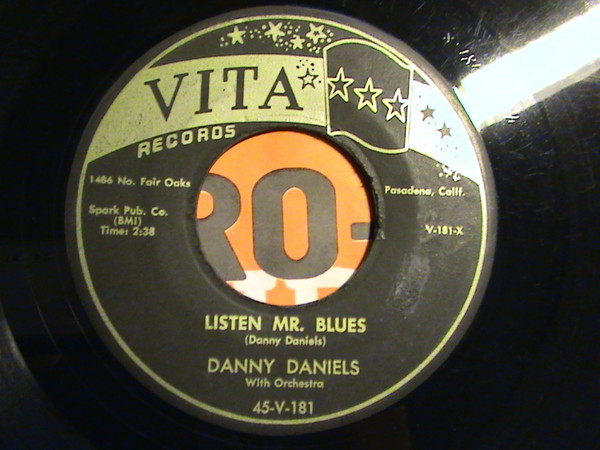 VITA
RECORDS
1486 No. Fair Oaks
Pasadena, Calif.
Spark Pub. Co.
(BMI)
Time: 2:38
V-181-X
RO-
LISTEN MR. BLUES
(Danny Daniels)
DANNY DANIELS
With Orchestra
45-V-181